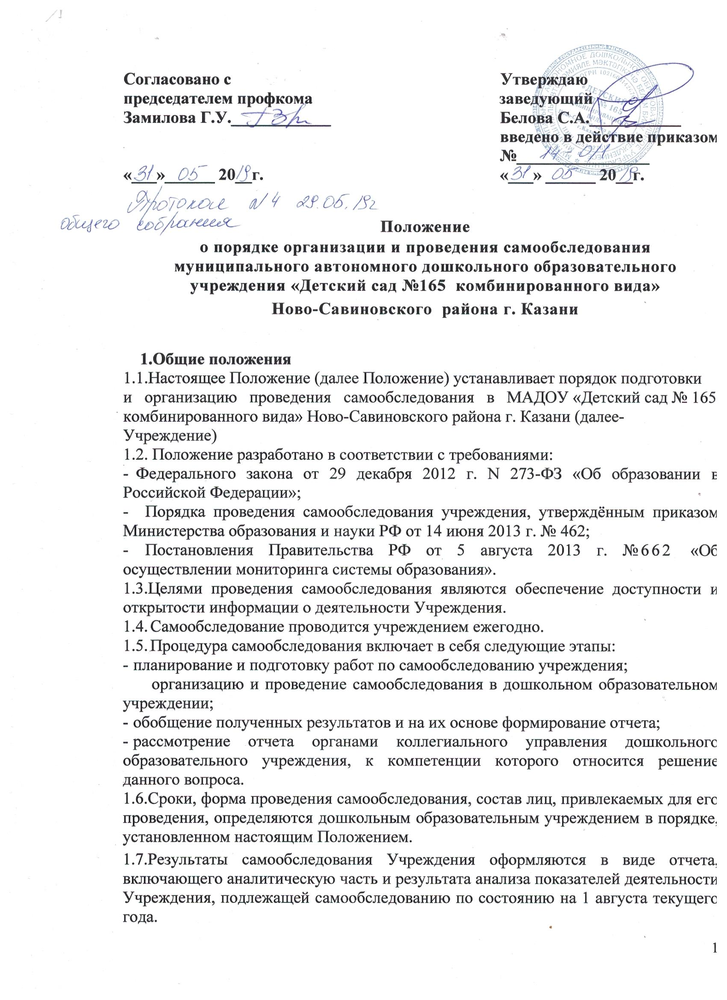 Согласовано с
председателем профкома
Замилова Г.У.
«31» 05 2019г.
Утверждаю
заведующий
Белова С.А.
введено в действие приказом
№ 14-О/1
«31» 05 2019г.
Протокол N 4 29.05.19г
общего собрания
Положение
о порядке организации и проведения самообследования
муниципального автономного дошкольного образовательного
учреждения «Детский сад №165 комбинированного вида»
Ново-Савиновского района г. Казани
1.Общие положения
1.1.Настоящее Положение (далее Положение) устанавливает порядок подготовки
и организацию проведения самообследования в МАДОУ «Детский сад № 165
комбинированного вида» Ново-Савиновского района г. Казани (далее-
Учреждение)
1.2. Положение разработано в соответствии с требованиями:
- Федерального закона от 29 декабря 2012 г. N 273-ФЗ «Об образовании в
Российской Федерации»;
- Порядка проведения самообследования учреждения, утверждённым приказом
Министерства образования и науки РФ от 14 июня 2013 г. № 462;
- Постановления Правительства РФ от 5 августа 2013 г. №662 «Об
осуществлении мониторинга системы образования».
1.3.Целями проведения самообследования являются обеспечение доступности и
открытости информации о деятельности Учреждения.
1.4. Самообследование проводится учреждением ежегодно.
1.5. Процедура самообследования включает в себя следующие этапы:
- планирование и подготовку работ по самообследованию учреждения;
организацию и проведение самообследования в дошкольном образовательном
учреждении;
- обобщение полученных результатов и на их основе формирование отчета;
- рассмотрение отчета органами коллегиального управления дошкольного
образовательного учреждения, к компетенции которого относится решение
данного вопроса.
1.6.Сроки, форма проведения самообследования, состав лиц, привлекаемых для его
проведения, определяются дошкольным образовательным учреждением в порядке,
установленном настоящим Положением.
1.7.Результаты самообследования Учреждения оформляются в виде отчета,
включающего аналитическую часть и результата анализа показателей деятельности
Учреждения, подлежащей самообследованию по состоянию на 1 августа текущего
года.
1